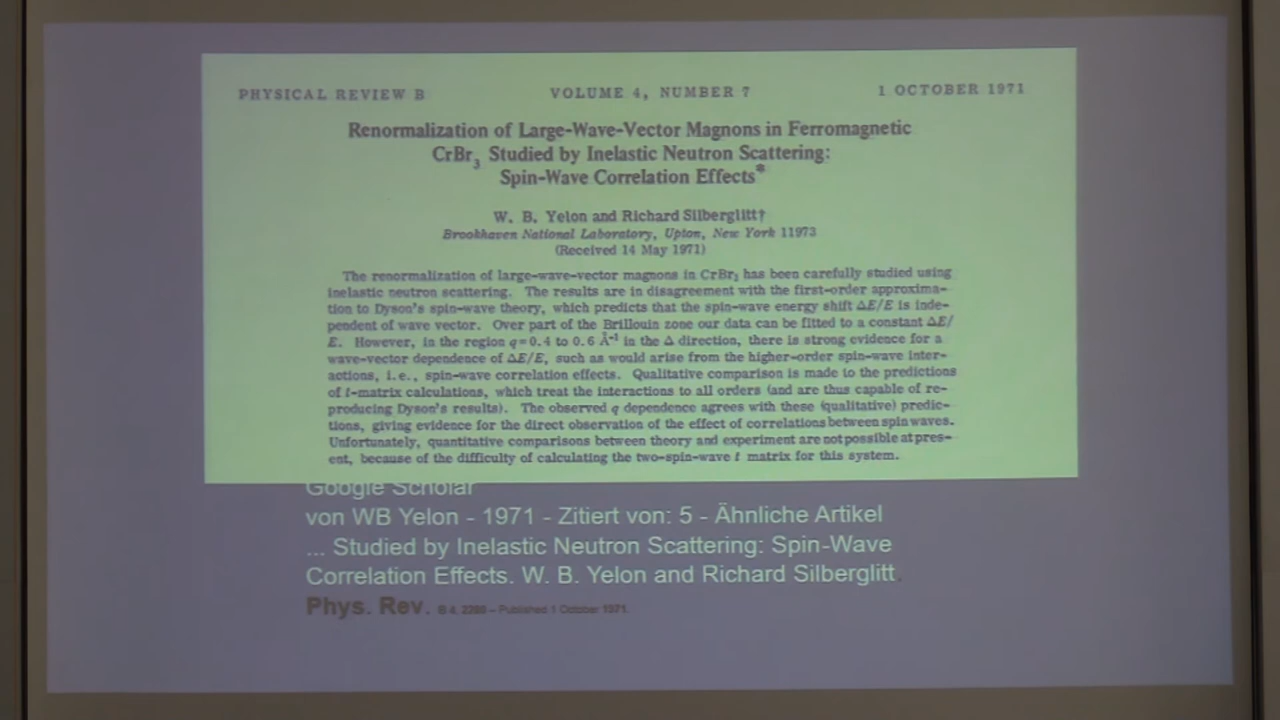 PHYSICAL REVIEW B VOLUME 4, NUMBER 7 1 OCTOBER 1971
Renormalization of Large-Wave-Vector Magnons in Ferromagnetic
CrBr₃ Studied by Inelastic Neutron Scattering:
Spin-Wave Correlation Effects*
W. B. Yelon and Richard Silberglitt†
Brookhaven National Laboratory, Upton, New York 11973
(Received 14 May 1971)
The renormalization of large-wave-vector magnons in CrBr₃ has been carefully studied using
inelastic neutron scattering. The results are in disagreement with the first-order approxima-
tion to Dyson's spin-wave theory, which predicts that the spin-wave energy shift ΔE/E is inde-
pendent of wave vector. Over part of the Brillouin zone our data can be fitted to a constant ΔE/
E. However, in the region q=0.4 to 0.6 Å⁻¹ in the Δ direction, there is strong evidence for a
wave-vector dependence of ΔE/E, such as would arise from the higher-order spin-wave inter-
actions, i.e., spin-wave correlation effects. Qualitative comparison is made to the predictions
of t-matrix calculations, which treat the interactions to all orders (and are thus capable of re-
producing Dyson's results). The observed q dependence agrees with these (qualitative) predic-
tions, giving evidence for the direct observation of the effect of correlations between spin waves.
Unfortunately, quantitative comparisons between theory and experiment are not possible at pres-
ent, because of the difficulty of calculating the two-spin-wave t matrix for this system.
Google Scholar
von WB Yelon - 1971 - Zitiert von: 5 - Ähnliche Artikel
... Studied by Inelastic Neutron Scattering: Spin-Wave
Correlation Effects. W. B. Yelon and Richard Silberglitt.
Phys. Rev. B 4, 2280 – Published 1 October 1971.